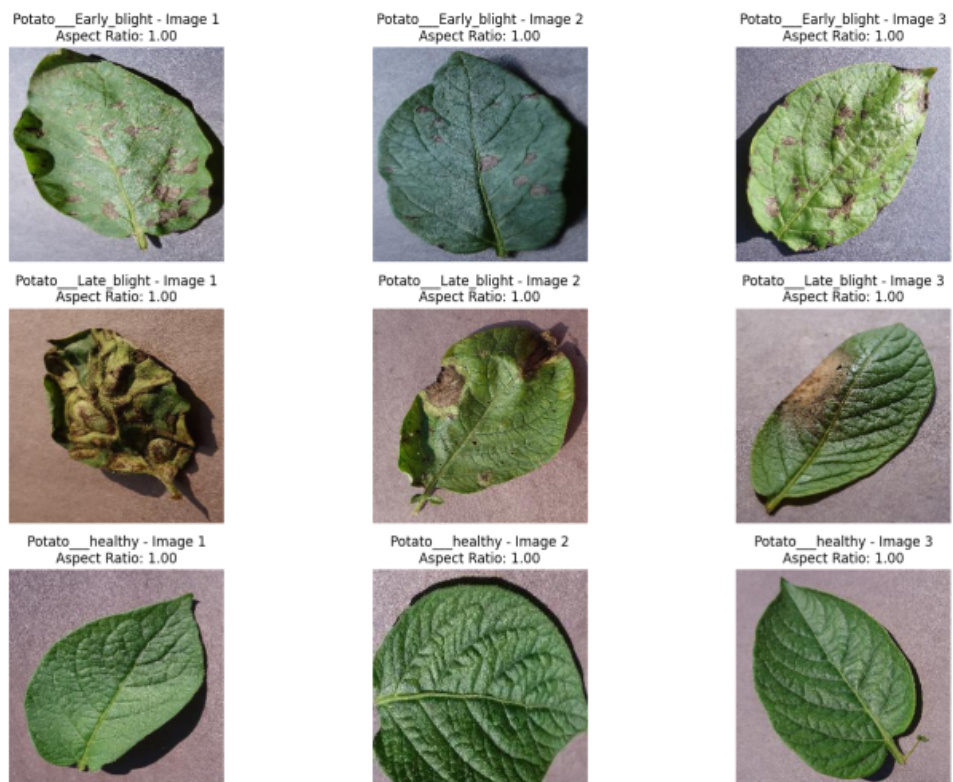 Potato___Early_blight - Image 1
Aspect Ratio: 1.00
Potato___Early_blight - Image 2
Aspect Ratio: 1.00
Potato___Early_blight - Image 3
Aspect Ratio: 1.00
Potato___Late_blight - Image 1
Aspect Ratio: 1.00
Potato___Late_blight - Image 2
Aspect Ratio: 1.00
Potato___Late_blight - Image 3
Aspect Ratio: 1.00
Potato___healthy - Image 1
Aspect Ratio: 1.00
Potato___healthy - Image 2
Aspect Ratio: 1.00
Potato___healthy - Image 3
Aspect Ratio: 1.00